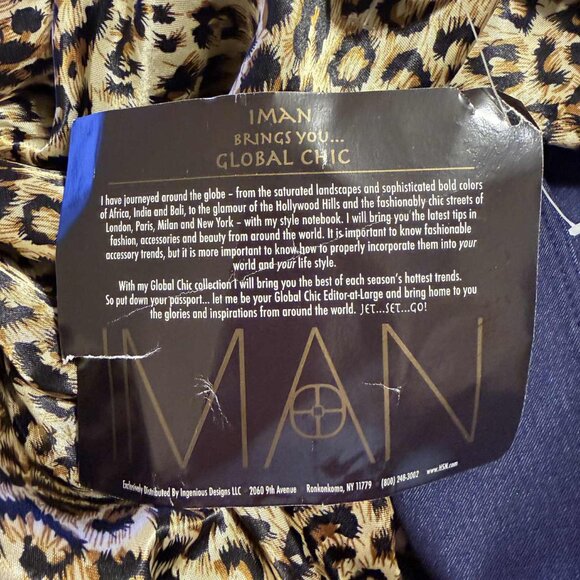 IMAN
BRINGS YOU...
GLOBAL CHIC
I have journeyed around the globe – from the saturated landscapes and sophisticated bold colors
of Africa, India and Bali, to the glamour of the Hollywood Hills and the fashionably chic streets of
London, Paris, Milan and New York – with my style notebook. I will bring you the latest tips in
fashion, accessories and beauty from around the world. It is important to know fashionable
accessory trends, but it is more important to know how to properly incorporate them into your
world and your life style.
With my Global Chic collection I will bring you the best of each season's hottest trends.
So put down your passport... let me be your Global Chic Editor-at-Large and bring home to you
the glories and inspirations from around the world. JET...SET...GO!
IMAN
Exclusively Distributed By Ingenious Designs LLC 2060 9th Avenue Ronkonkoma, NY 11779 (800) 348-3002 www.HSN.com